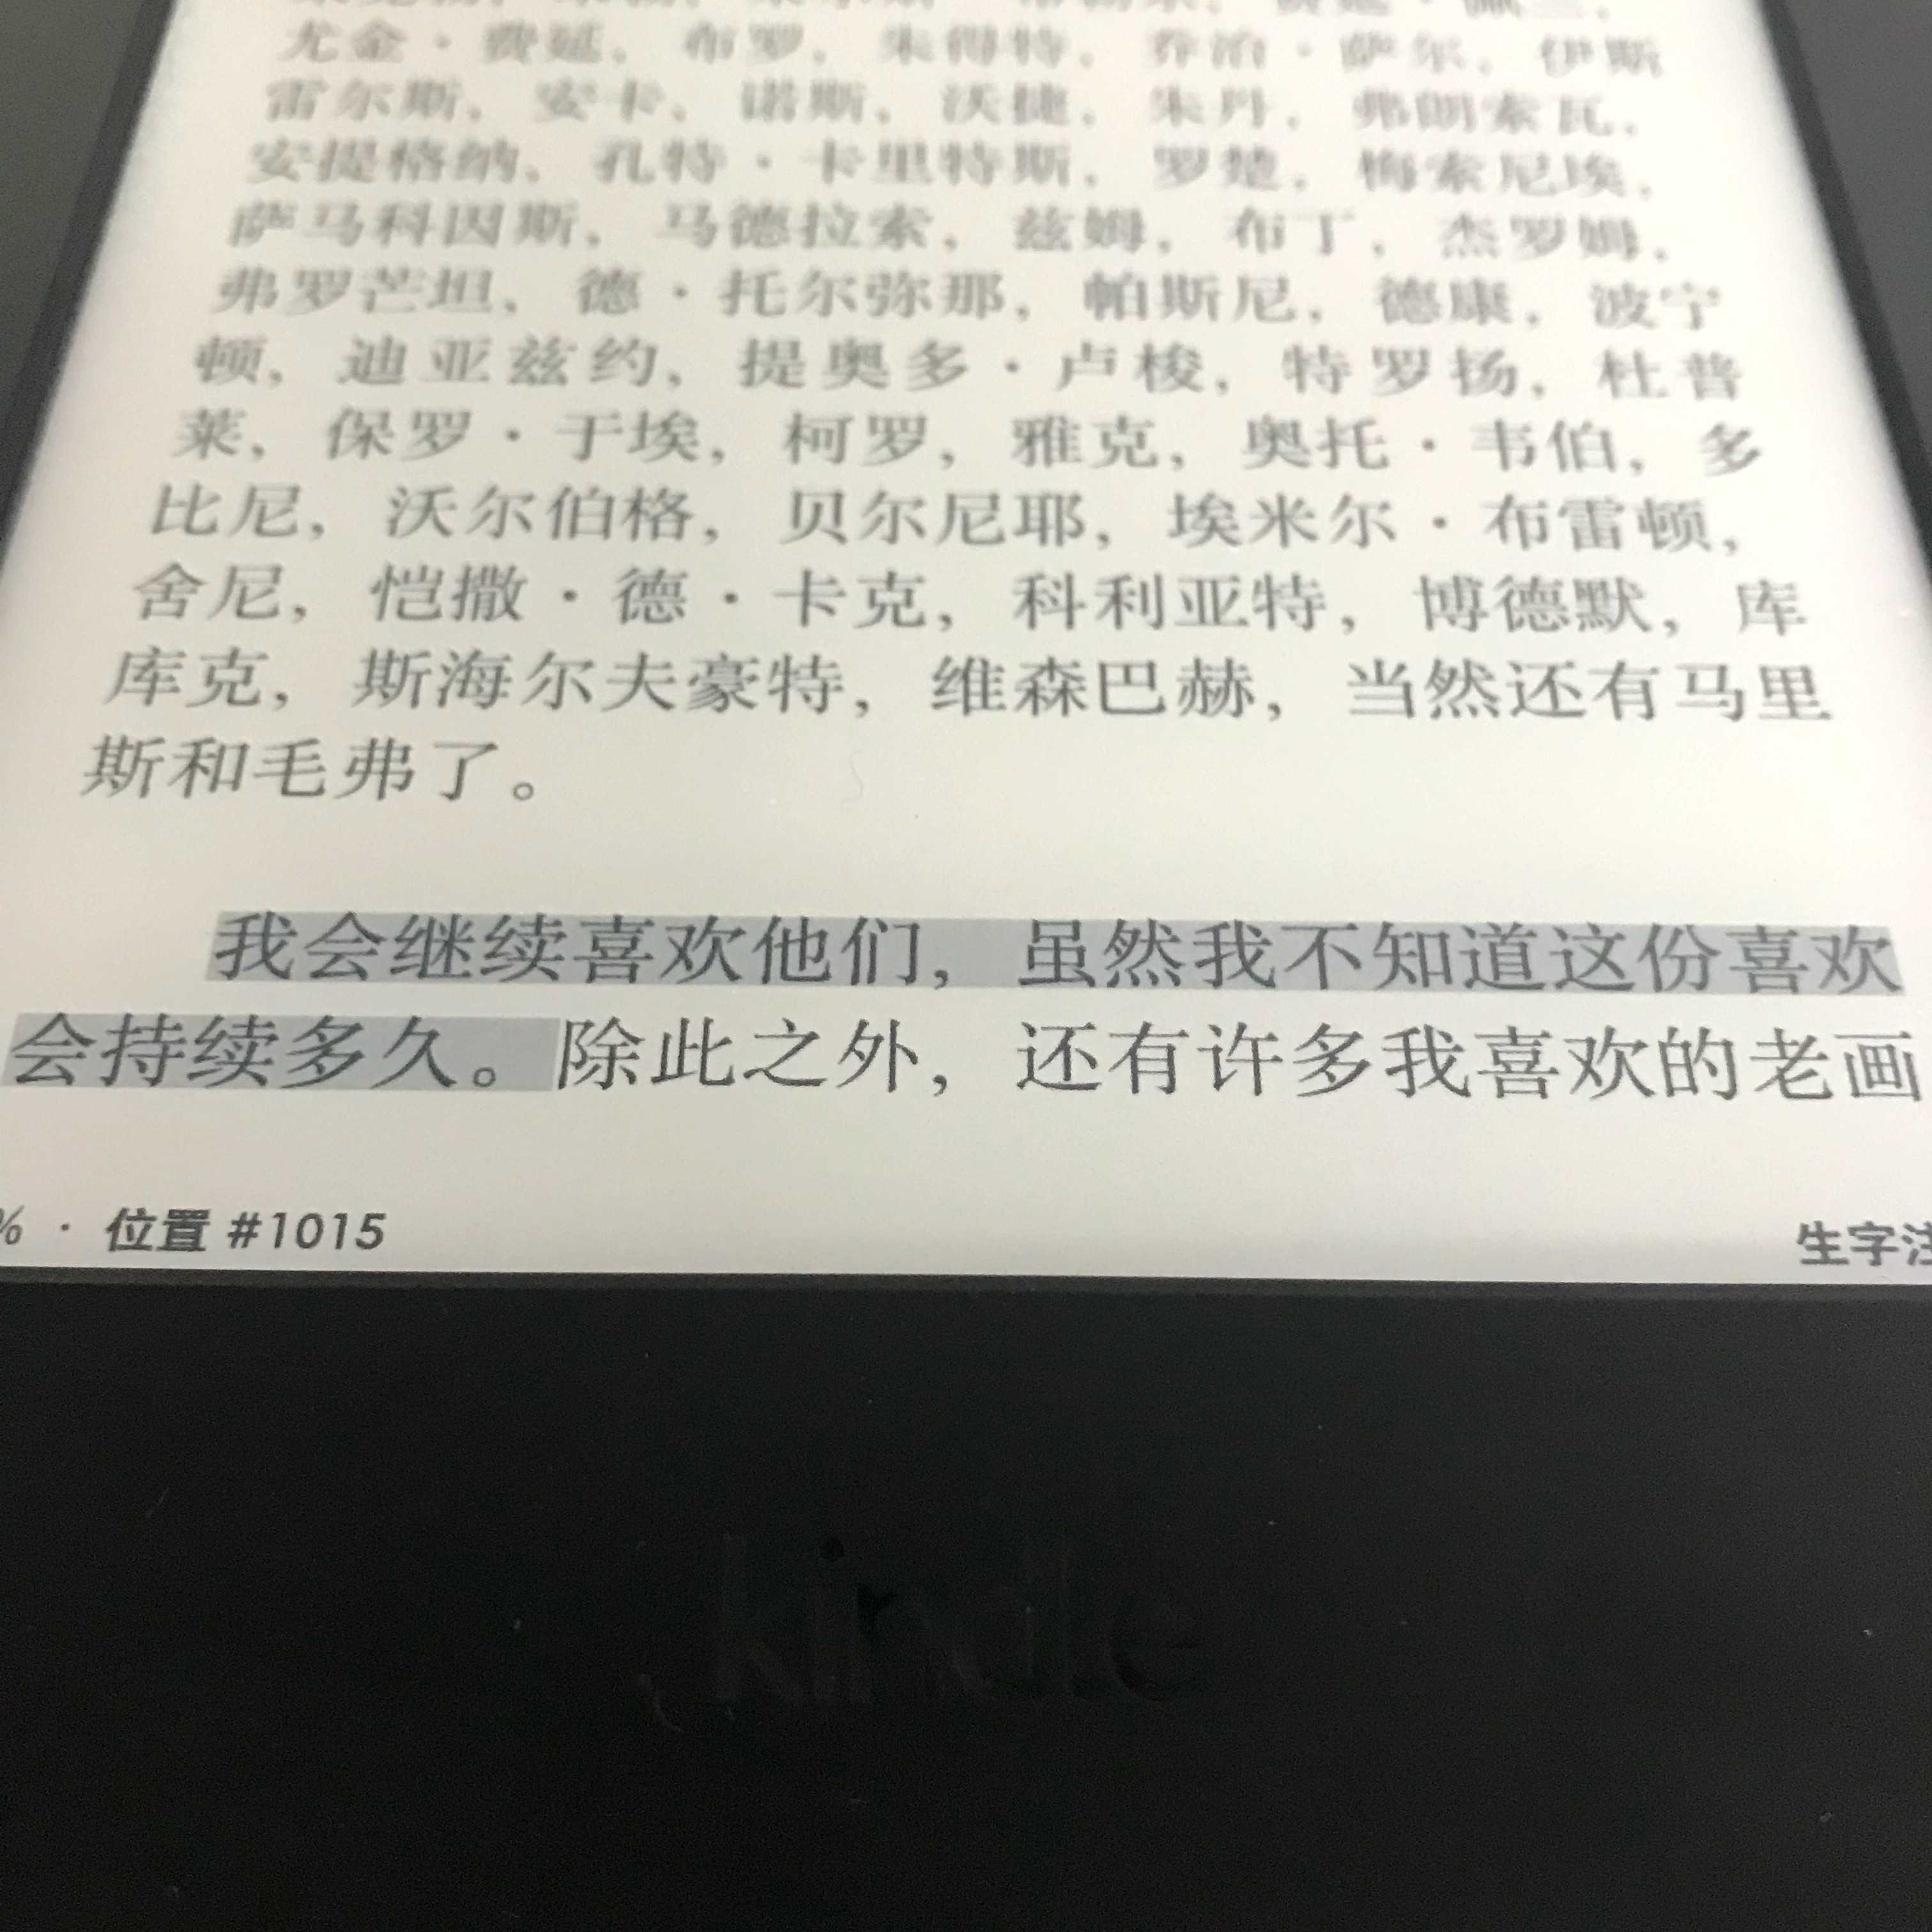 尤金·费延，布罗，朱得特，乔治·萨尔，伊斯
雷尔斯，安卡，诺斯，沃捷，朱丹，弗朗索瓦，
安提格纳，孔特·卡里特斯，罗楚，梅索尼埃，
萨马科因斯，马德拉索，兹姆，布丁，杰罗姆，
弗罗芒坦，德·托尔弥那，帕斯尼，德康，波宁
顿，迪亚兹约，提奥多·卢梭，特罗扬，杜普
莱，保罗·于埃，柯罗，雅克，奥托·韦伯，多
比尼，沃尔伯格，贝尔尼耶，埃米尔·布雷顿，
舍尼，恺撒·德·卡克，科利亚特，博德默，库
库克，斯海尔夫豪特，维森巴赫，当然还有马里
斯和毛弗了。
我会继续喜欢他们，虽然我不知道这份喜欢
会持续多久。除此之外，还有许多我喜欢的老画
% · 位置 #1015
生字注
kindle